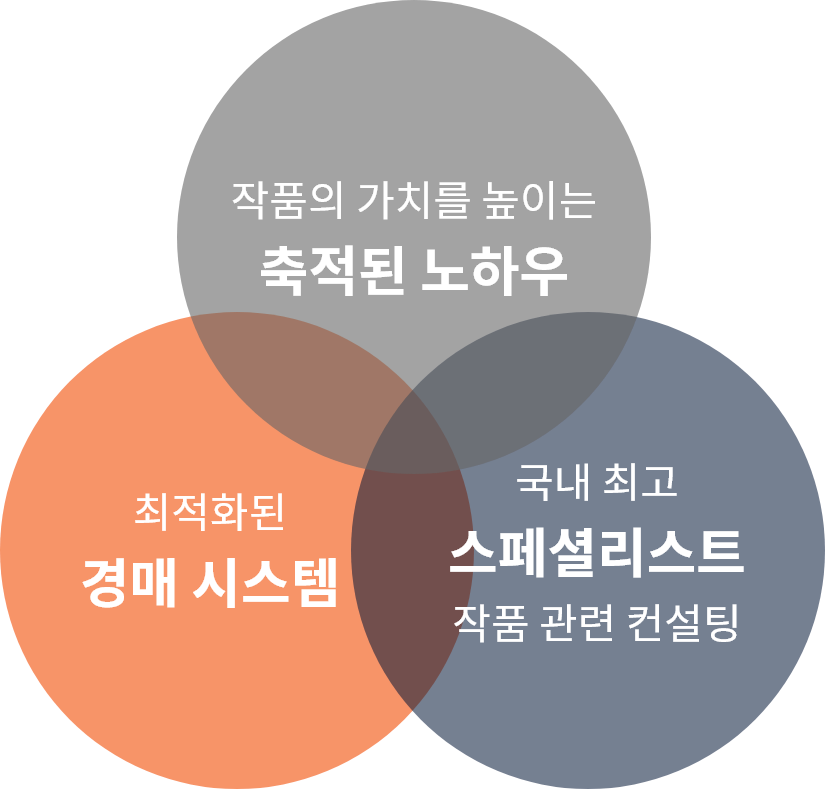 작품의 가치를 높이는
축적된 노하우
최적화된
경매 시스템
국내 최고
스페셜리스트
작품 관련 컨설팅